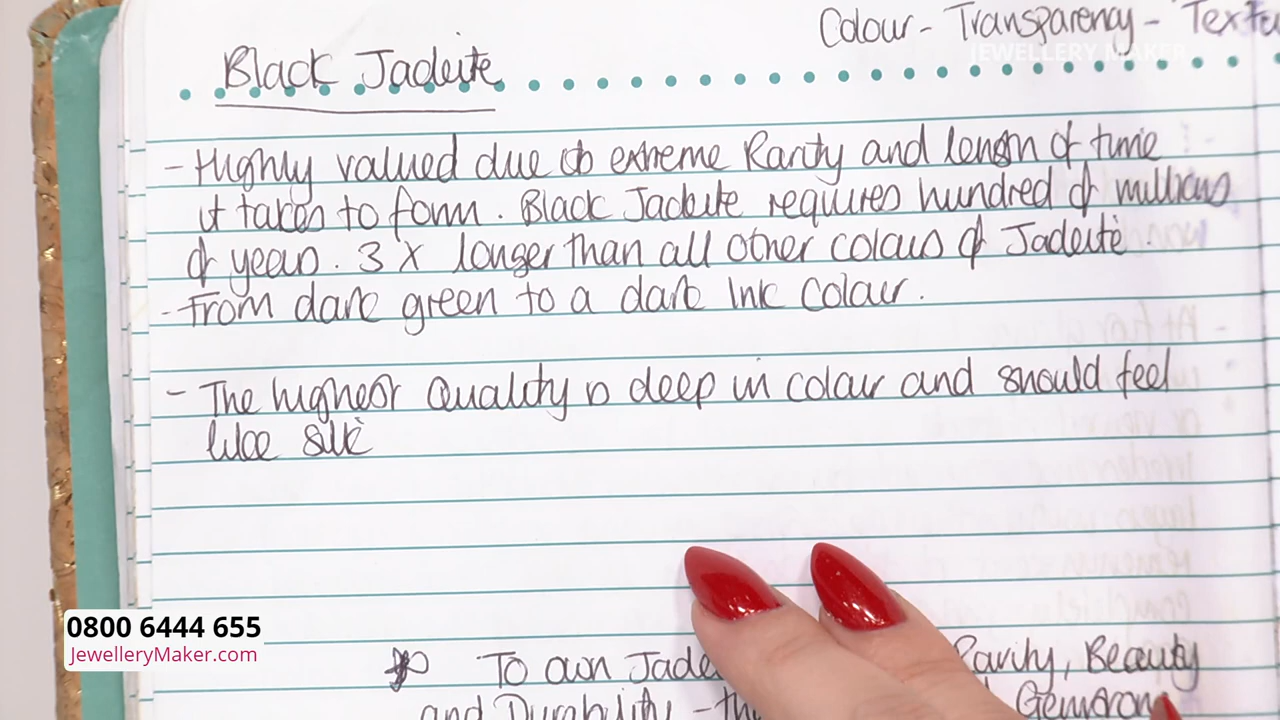 Colour - Transparency - Textu
JEWELLERY MAKER
Black Jadeite
- Highly valued due to extreme Rarity and length of time
it takes to form. Black Jadeite requires hundred of millions
of years. 3 X longer than all other colours of Jadeite.
- From dark green to a dark Ink Colour.
- The highest Quality is deep in colour and should feel
like silk
0800 6444 655
JewelleryMaker.com
To own Jade Rarity, Beauty
and Durability - th Gemston